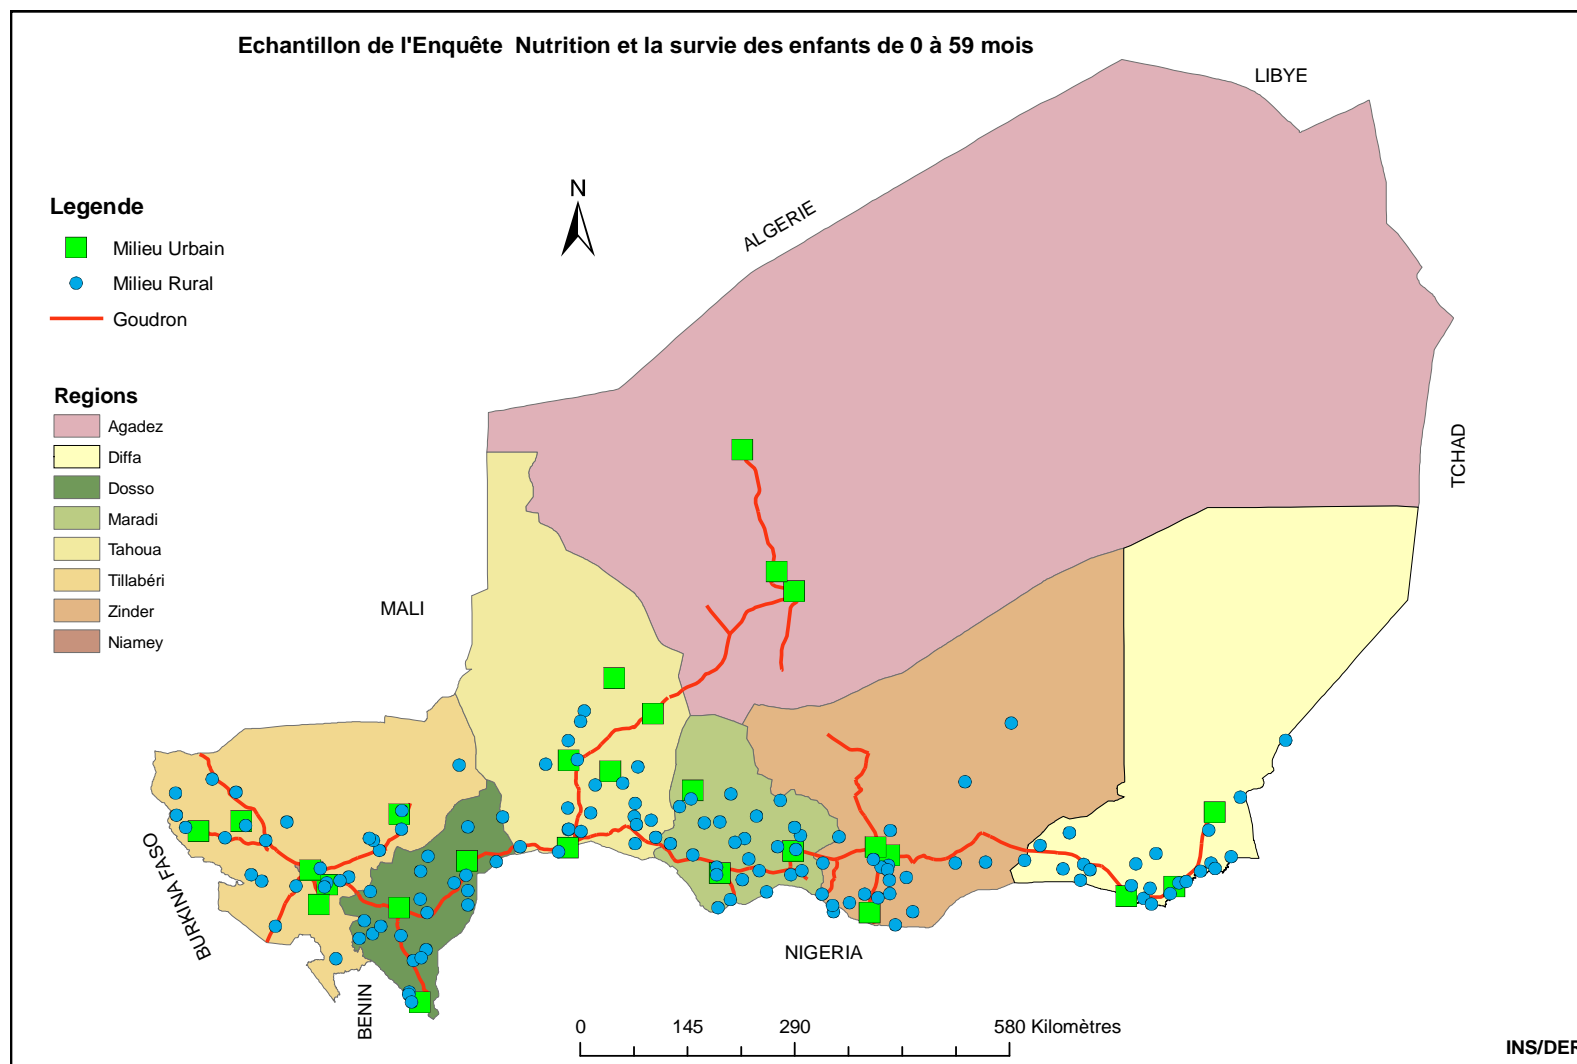 Echantillon de l'Enquête  Nutrition et la survie des enfants de 0 à 59 mois
LIBYE
N
ALGERIE
Legende
Milieu Urbain
Milieu Rural
Goudron
Regions
Agadez
Diffa
Dosso
Maradi
Tahoua
Tillabéri
Zinder
Niamey
TCHAD
MALI
BURKINA FASO
NIGERIA
BENIN
0 145 290 580 Kilomètres
INS/DER